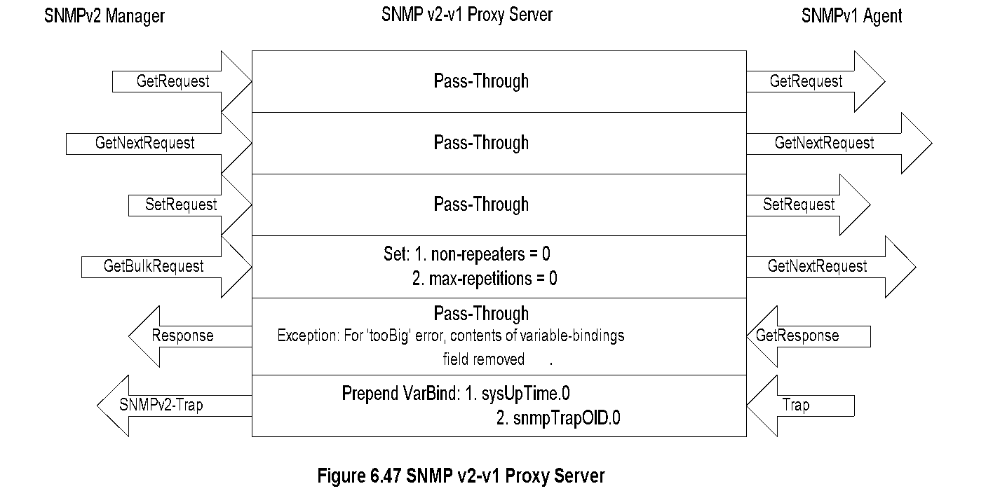 SNMPv2 Manager SNMP v2-v1 Proxy Server SNMPv1 Agent
GetRequest Pass-Through GetRequest
GetNextRequest Pass-Through GetNextRequest
SetRequest Pass-Through SetRequest
Set: 1. non-repeaters = 0
GetBulkRequest GetNextRequest
2. max-repetitions = 0
Pass-Through
Response Exception: For 'tooBig' error, contents of variable-bindings GetResponse
field removed .
Prepend VarBind: 1. sysUpTime.0
SNMPv2-Trap Trap
2. snmpTrapOID.0
Figure 6.47 SNMP v2-v1 Proxy Server